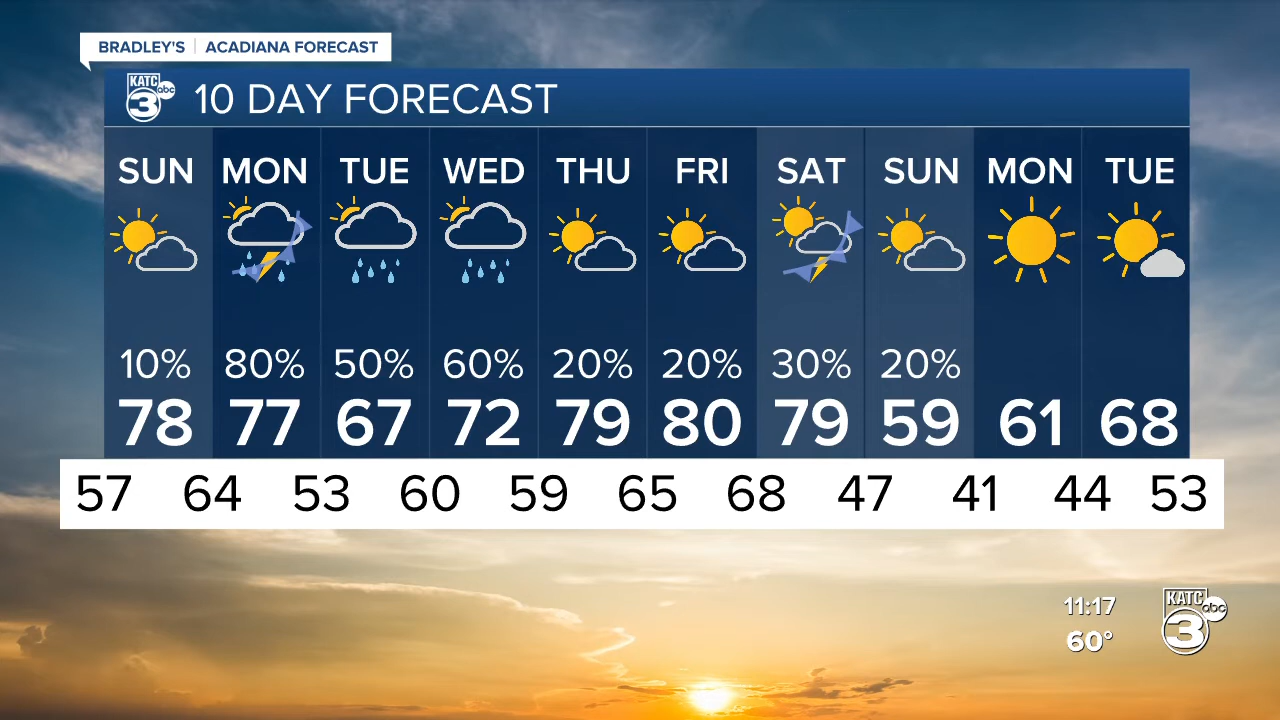 BRADLEY'S | ACADIANA FORECAST
KATC 3 abc 10 DAY FORECAST
SUN MON TUE WED THU FRI SAT SUN MON TUE
10% 80% 50% 60% 20% 20% 30% 20%
78 77 67 72 79 80 79 59 61 68
57 64 53 60 59 65 68 47 41 44 53
11:17
60°
KATC
abc
3